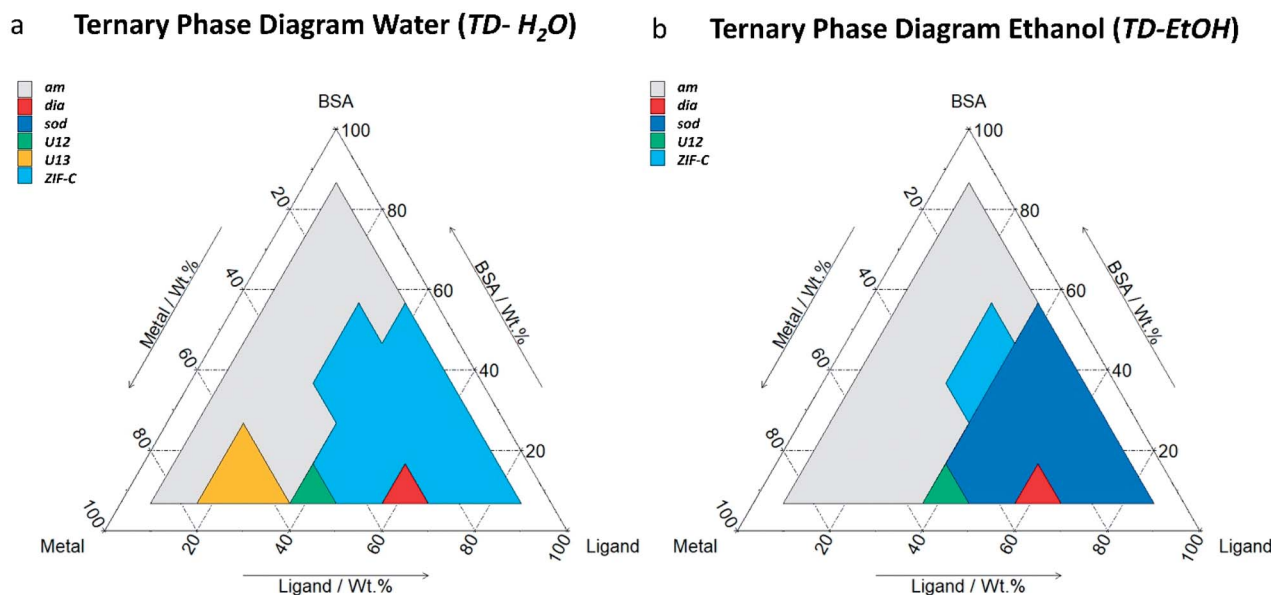 a Ternary Phase Diagram Water (TD- H₂O)
am
dia
sod
U12
U13
ZIF-C
BSA
100
80
60
40
20
20
40
60
80
100
Metal / Wt.%
BSA / Wt.%
Metal
Ligand
20
40
60
80
100
Ligand / Wt.%
b Ternary Phase Diagram Ethanol (TD-EtOH)
am
dia
sod
U12
ZIF-C
BSA
100
80
60
40
20
20
40
60
80
100
Metal / Wt.%
BSA / Wt.%
Metal
Ligand
20
40
60
80
100
Ligand / Wt.%